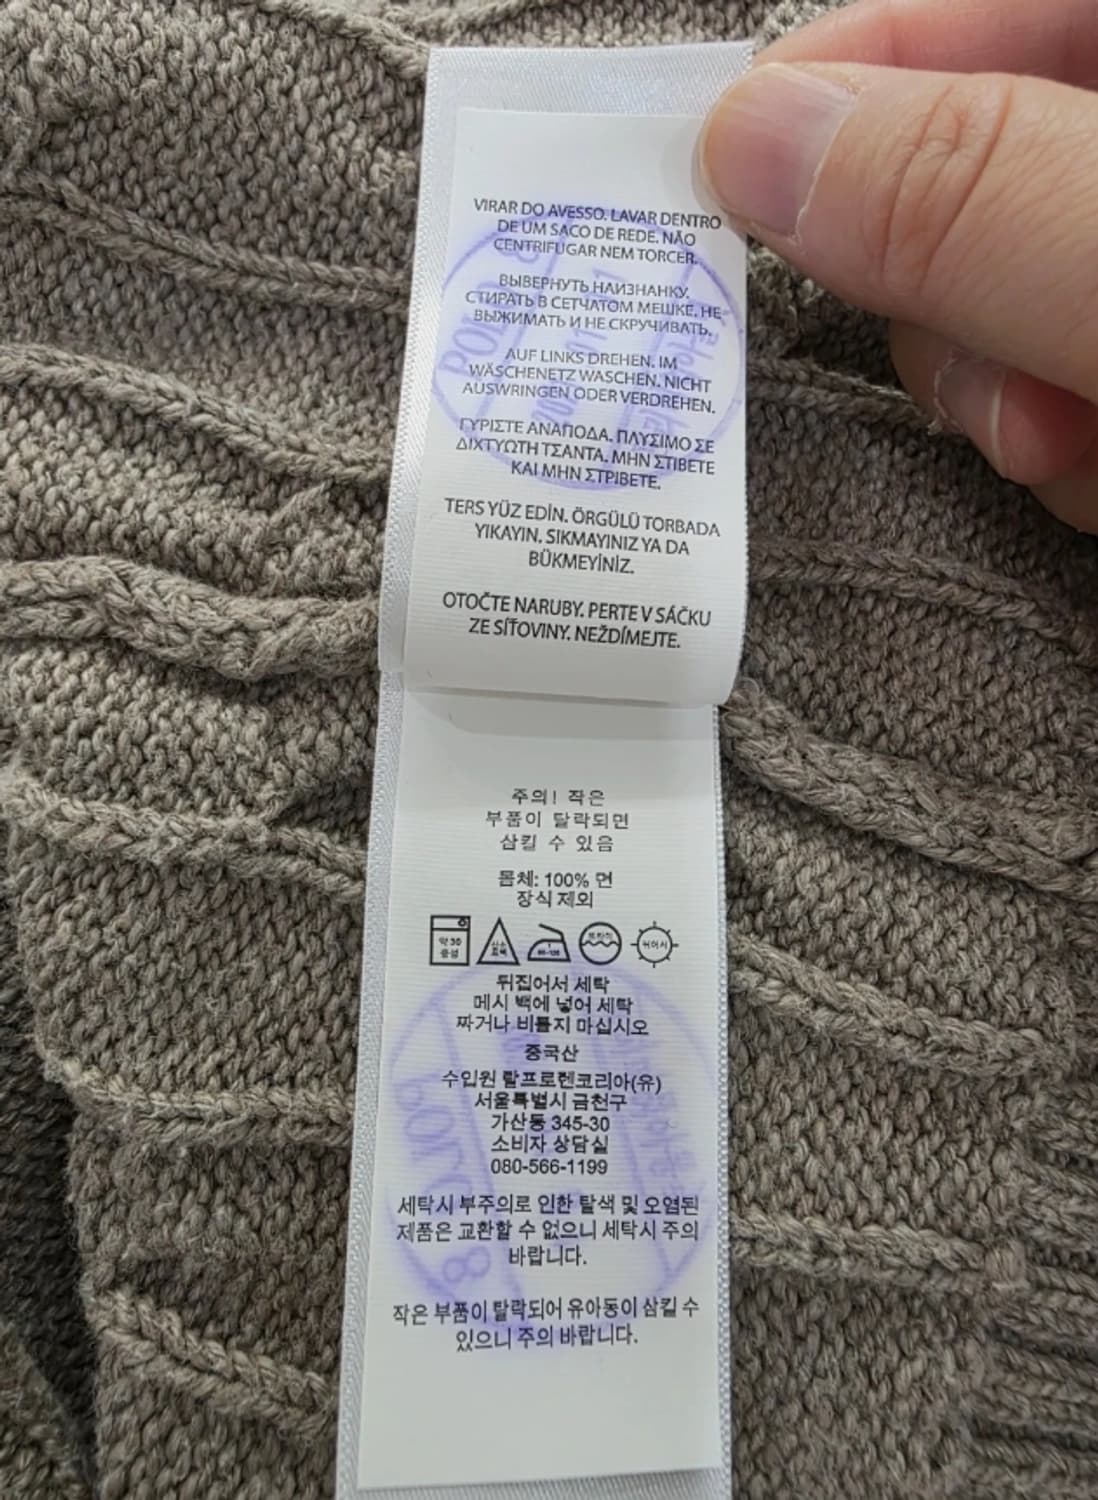 VIRAR DO AVESSO. LAVAR DENTRO
DE UM SACO DE REDE. NÃO
CENTRIFUGAR NEM TORCER.
ВЫВЕРНУТЬ НАИЗНАНКУ.
СТИРАТЬ В СЕТЧАТОМ МЕШКЕ. НЕ
ВЫЖИМАТЬ И НЕ СКРУЧИВАТЬ.
AUF LINKS DREHEN. IM
WÄSCHENETZ WASCHEN. NICHT
AUSWRINGEN ODER VERDREHEN.
ΓΥΡΙΣΤΕ ΑΝΑΠΟΔΑ. ΠΛΥΣΙΜΟ ΣΕ
ΔΙΧΤΥΩΤΗ ΤΣΑΝΤΑ. ΜΗΝ ΣΤΙΒΕΤΕ
ΚΑΙ ΜΗΝ ΣΤΡΙΒΕΤΕ.
TERS YÜZ EDİN. ÖRGÜLÜ TORBADA
YIKAYIN. SIKMAYINIZ YA DA
BÜKMEYİNİZ.
OTOČTE NARUBY. PERTE V SÁČKU
ZE SÍŤOVINY. NEŽDÍMEJTE.
주의! 작은
부품이 탈락되면
삼킬 수 있음
몸체: 100% 면
장식 제외
약 30
중성
뒤집어서 세탁
메시 백에 넣어 세탁
짜거나 비틀지 마십시오
중국산
수입원 랄프로렌코리아(유)
서울특별시 금천구
가산동 345-30
소비자 상담실
080-566-1199
세탁시 부주의로 인한 탈색 및 오염된
제품은 교환할 수 없으니 세탁시 주의
바랍니다.
작은 부품이 탈락되어 유아동이 삼킬 수
있으니 주의 바랍니다.